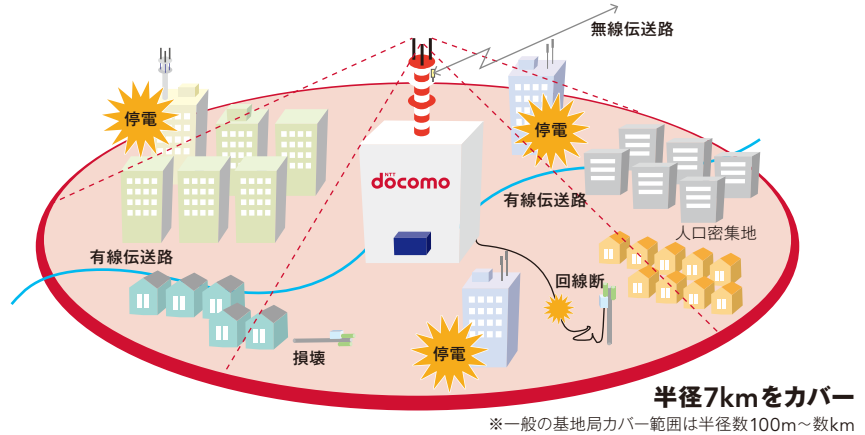 無線伝送路
停電
停電
NTT
döcomo
有線伝送路
人口密集地
有線伝送路
回線断
損壊
停電
半径7kmをカバー
※一般の基地局カバー範囲は半径数100m～数km